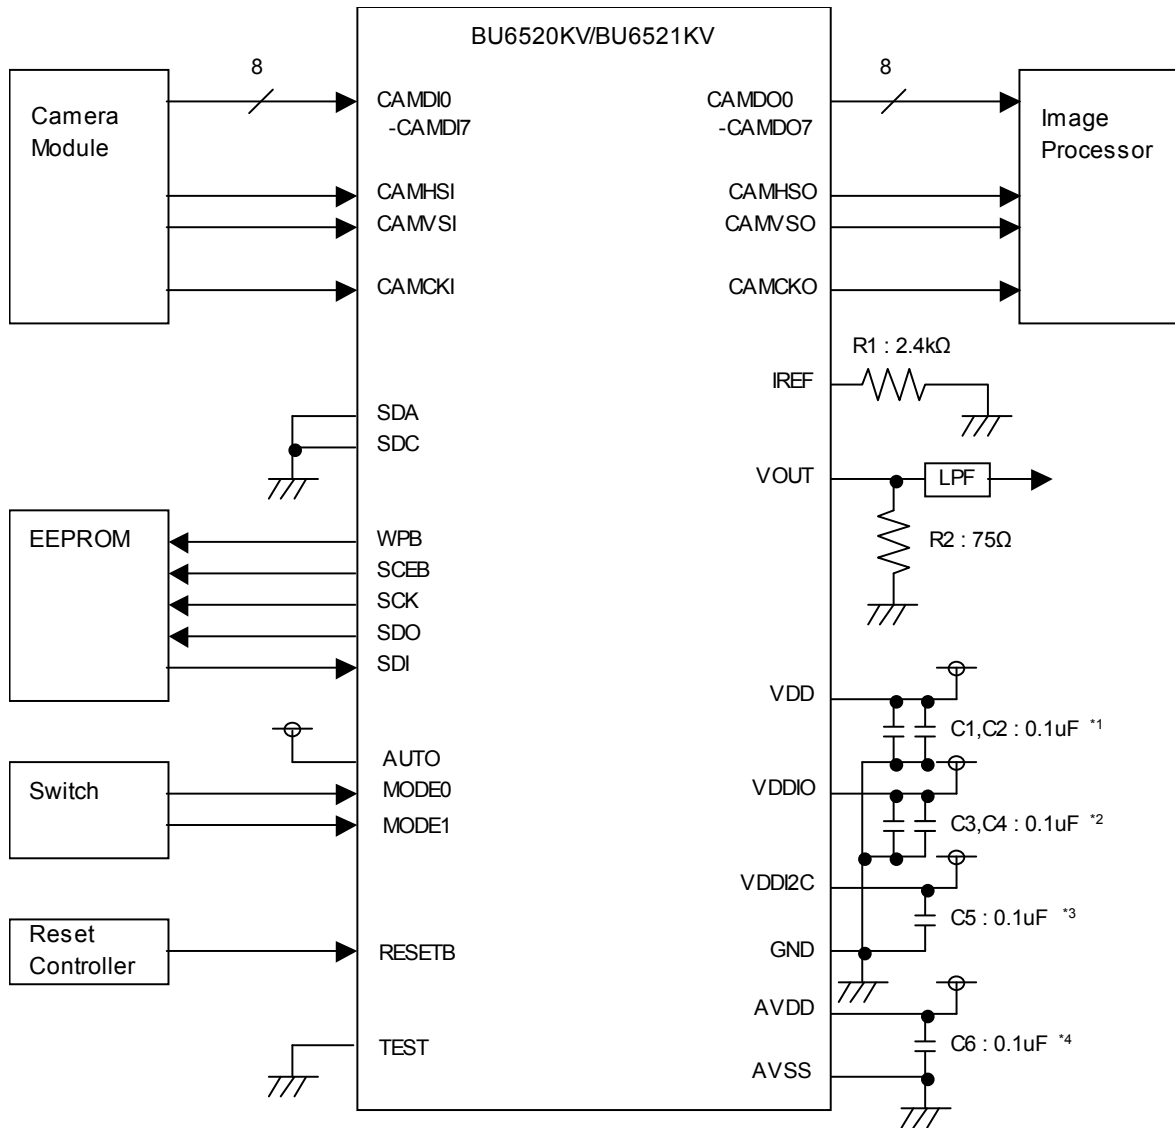 BU6520KV/BU6521KV
8
8
Camera
Module
CAMDI0
-CAMDI7
CAMDO0
-CAMDO7
Image
Processor
CAMHSI
CAMHSO
CAMVSI
CAMVSO
CAMCKI
CAMCKO
R1 : 2.4kΩ
IREF
SDA
SDC
VOUT
LPF
EEPROM
WPB
R2 : 75Ω
SCEB
SCK
SDO
SDI
VDD
C1,C2 : 0.1uF *1
AUTO
Switch
MODE0
VDDIO
MODE1
C3,C4 : 0.1uF *2
VDDI2C
C5 : 0.1uF *3
Reset
Controller
RESETB
GND
AVDD
TEST
C6 : 0.1uF *4
AVSS